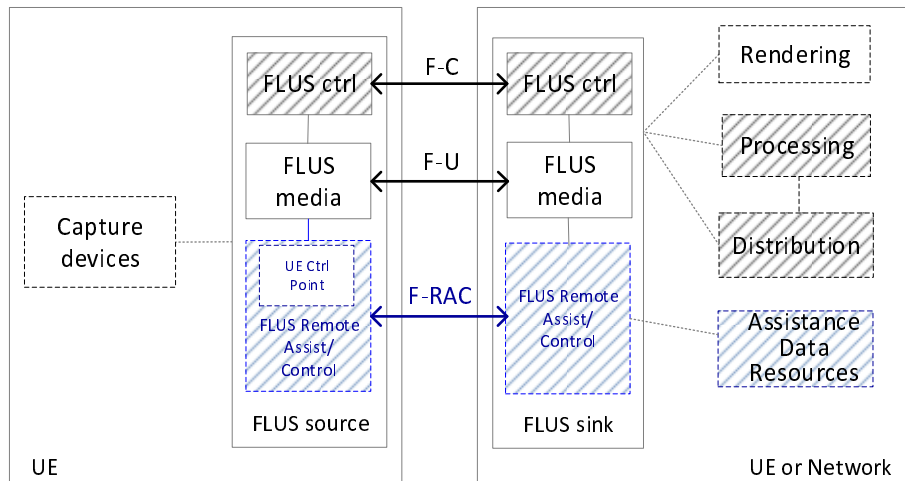 F-C
FLUS ctrl
FLUS ctrl
Rendering
F-U
FLUS
media
FLUS
media
Processing
Capture
devices
Distribution
UE Ctrl
Point
F-RAC
FLUS Remote
Assist/
Control
FLUS Remote
Assist/
Control
Assistance
Data
Resources
FLUS source
FLUS sink
UE
UE or Network